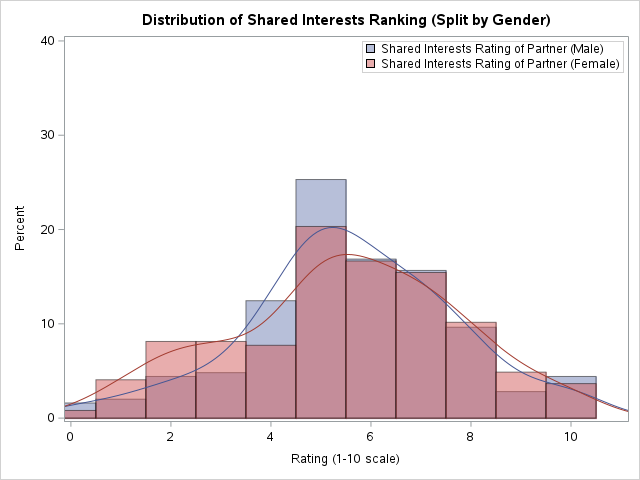 Distribution of Shared Interests Ranking (Split by Gender)
Shared Interests Rating of Partner (Male)
Shared Interests Rating of Partner (Female)
40
30
20
10
0
Percent
0 2 4 6 8 10
Rating (1-10 scale)